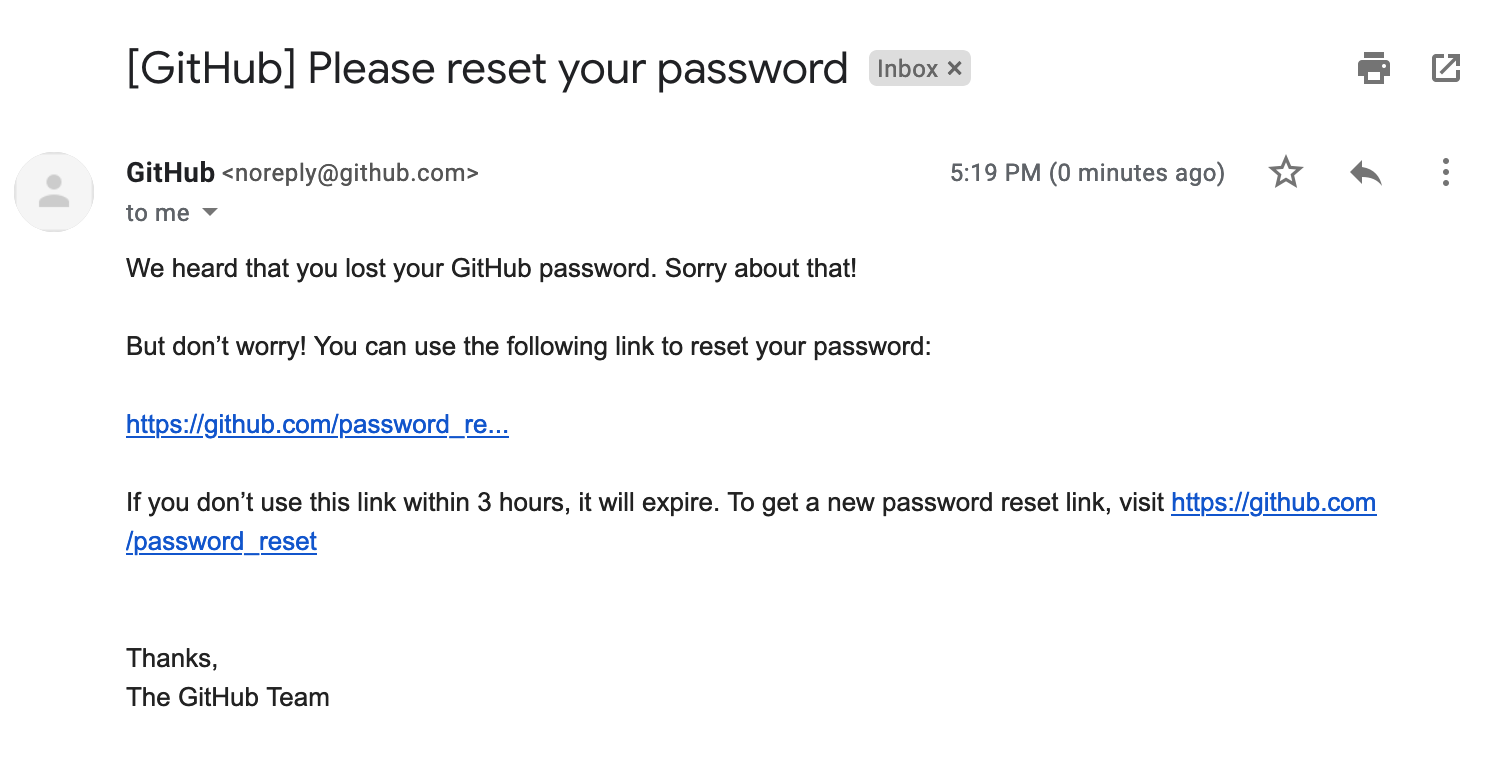 [GitHub] Please reset your password Inbox ×
GitHub <noreply@github.com> 5:19 PM (0 minutes ago)
to me
We heard that you lost your GitHub password. Sorry about that!
But don’t worry! You can use the following link to reset your password:
https://github.com/password_re...
If you don’t use this link within 3 hours, it will expire. To get a new password reset link, visit https://github.com
/password_reset
Thanks,
The GitHub Team